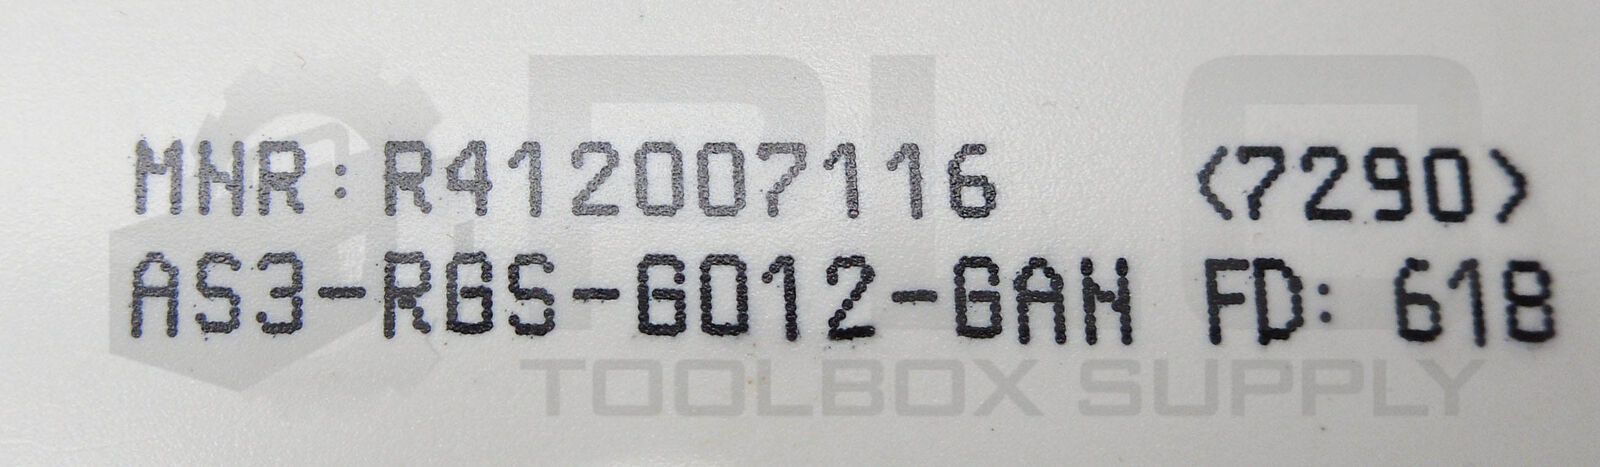 MNR: R412007116 <7290>
AS3-RGS-G012-GAN FD: 618
TOOLBOX SUPPLY